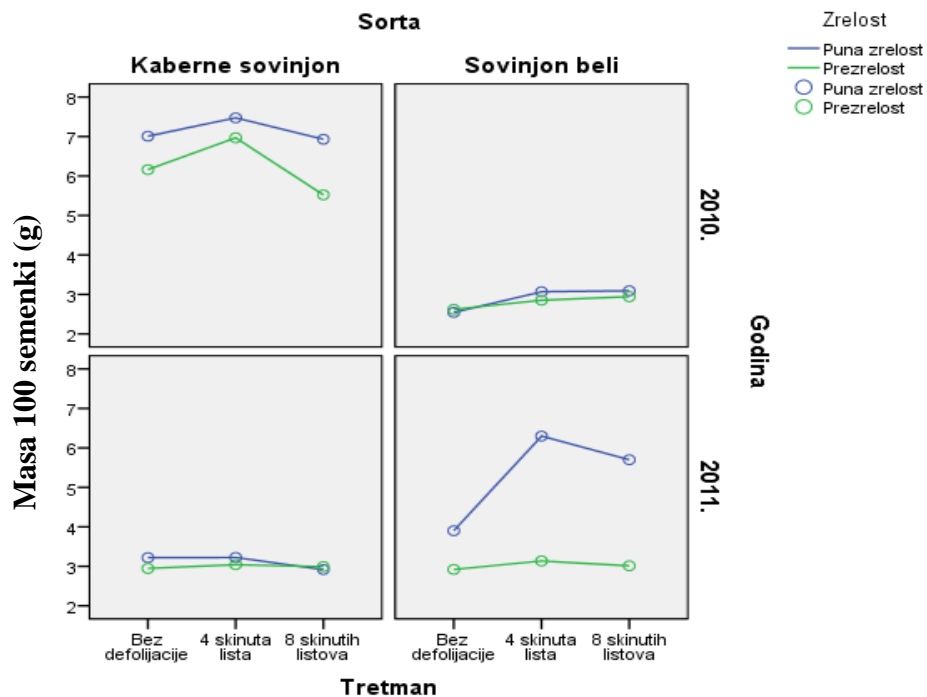 Sorta
Kaberne sovinjon
Sovinjon beli
Zrelost
Puna zrelost
Prezrelost
Puna zrelost
Prezrelost
Masa 100 semenki (g)
8
7
6
5
4
3
2
2010.
8
7
6
5
4
3
2
2011.
Godina
Bez
defolijacije
4 skinuta
lista
8 skinutih
listova
Bez
defolijacije
4 skinuta
lista
8 skinutih
listova
Tretman